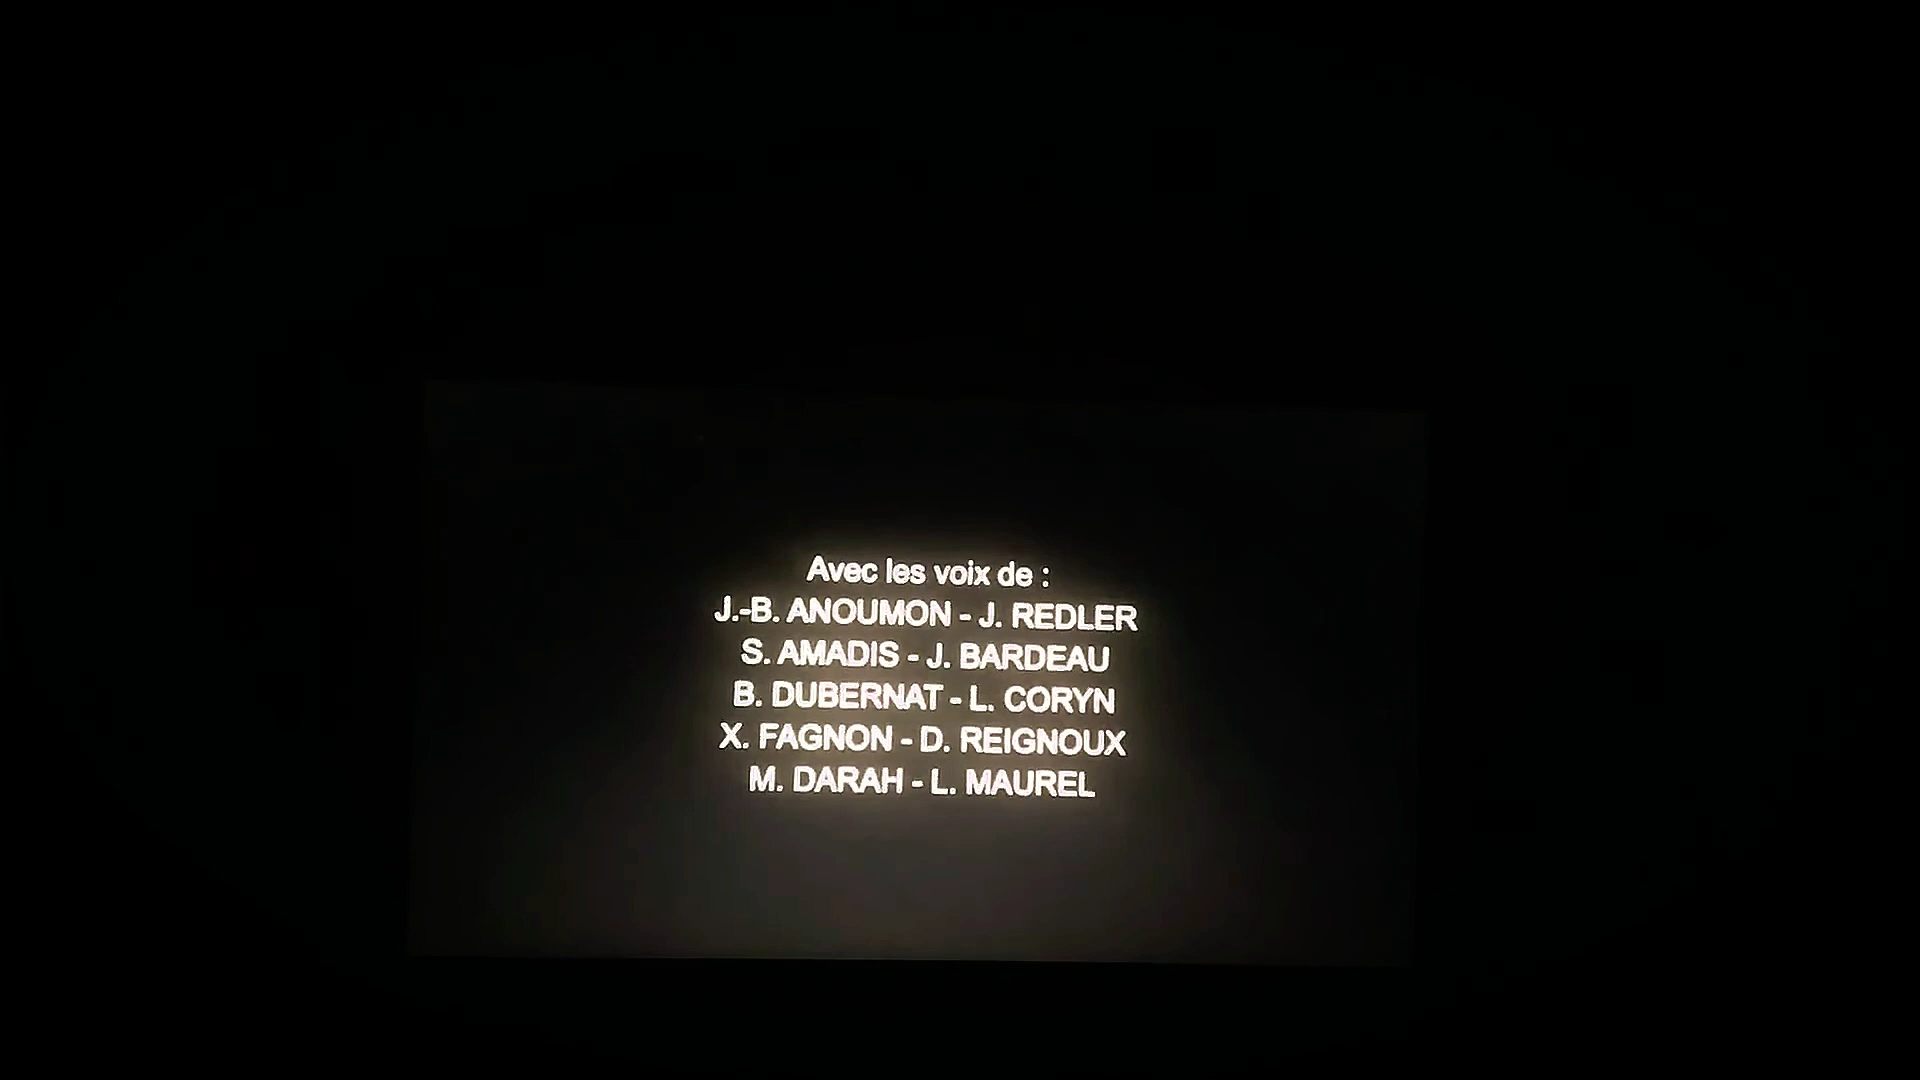 Avec les voix de :
J.-B. ANOUMON - J. REDLER
S. AMADIS - J. BARDEAU
B. DUBERNAT - L. CORYN
X. FAGNON - D. REIGNOUX
M. DARAH - L. MAUREL